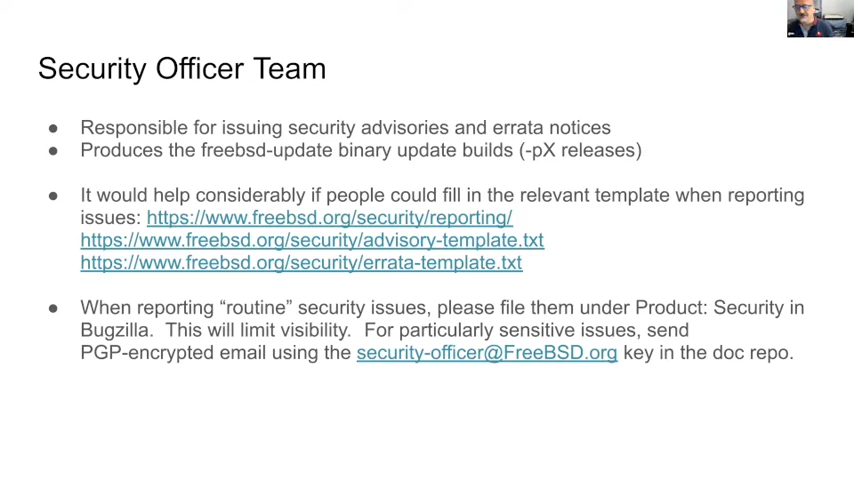 Security Officer Team
● Responsible for issuing security advisories and errata notices
● Produces the freebsd-update binary update builds (-pX releases)
● It would help considerably if people could fill in the relevant template when reporting
issues: https://www.freebsd.org/security/reporting/
https://www.freebsd.org/security/advisory-template.txt
https://www.freebsd.org/security/errata-template.txt
● When reporting “routine” security issues, please file them under Product: Security in
Bugzilla.  This will limit visibility.  For particularly sensitive issues, send
PGP-encrypted email using the security-officer@FreeBSD.org key in the doc repo.